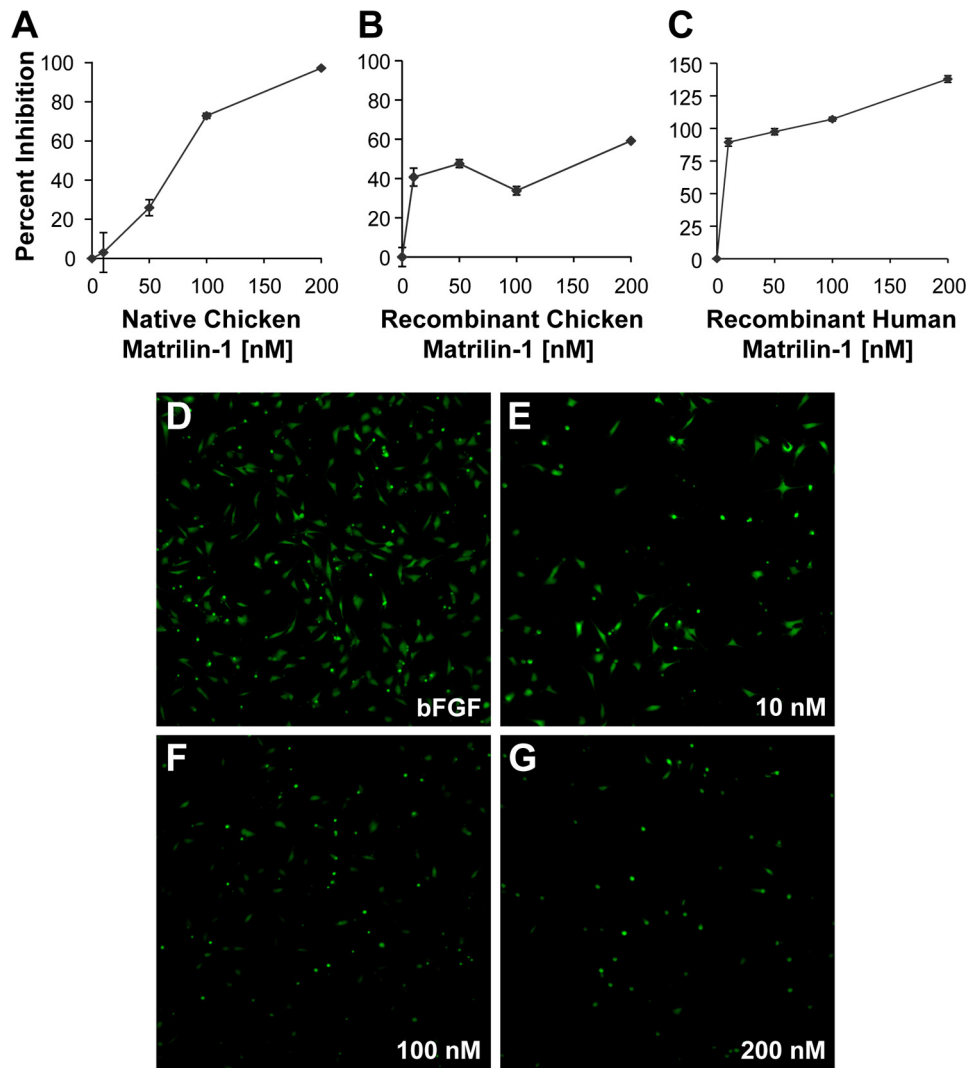 A
B
C
Percent Inhibition
100
80
60
40
20
0
0 50 100 150 200
Native Chicken
Matrilin-1 [nM]
100
80
60
40
20
0
0 50 100 150 200
Recombinant Chicken
Matrilin-1 [nM]
150
125
100
75
50
25
0
0 50 100 150 200
Recombinant Human
Matrilin-1 [nM]
D
bFGF
E
10 nM
F
100 nM
G
200 nM